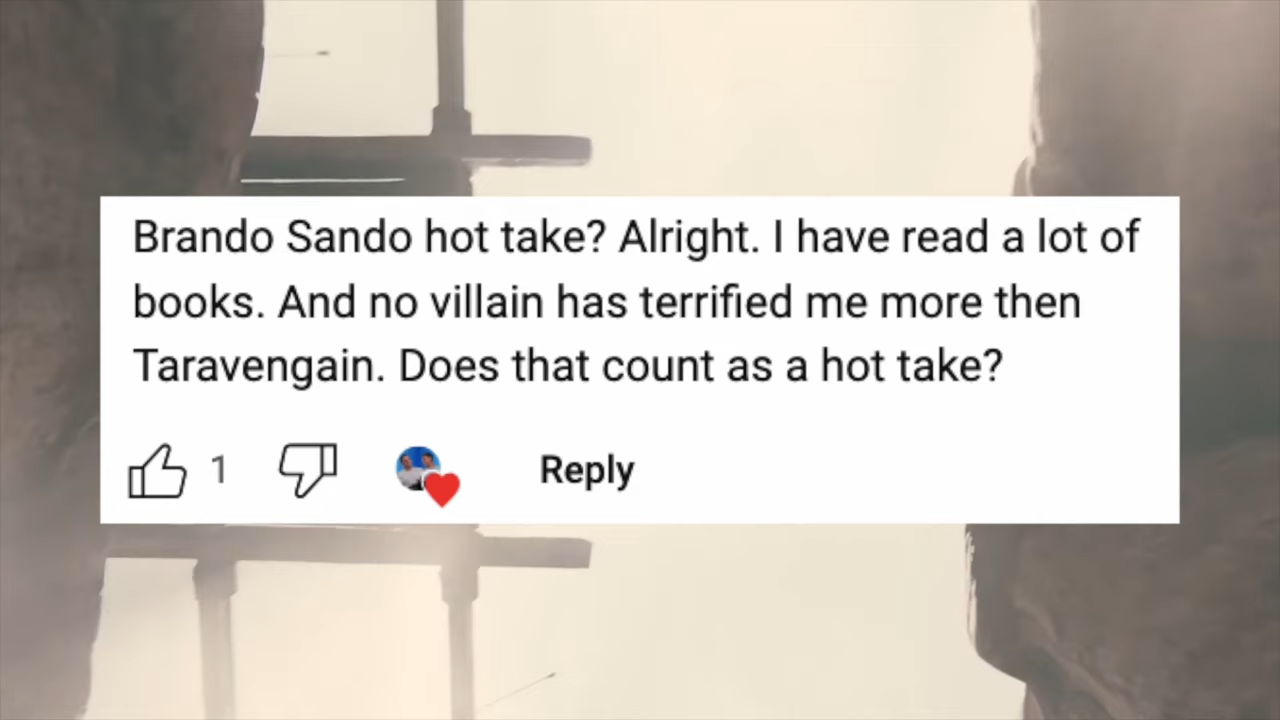 Brando Sando hot take? Alright. I have read a lot of
books. And no villain has terrified me more then
Taravengain. Does that count as a hot take?
1
Reply